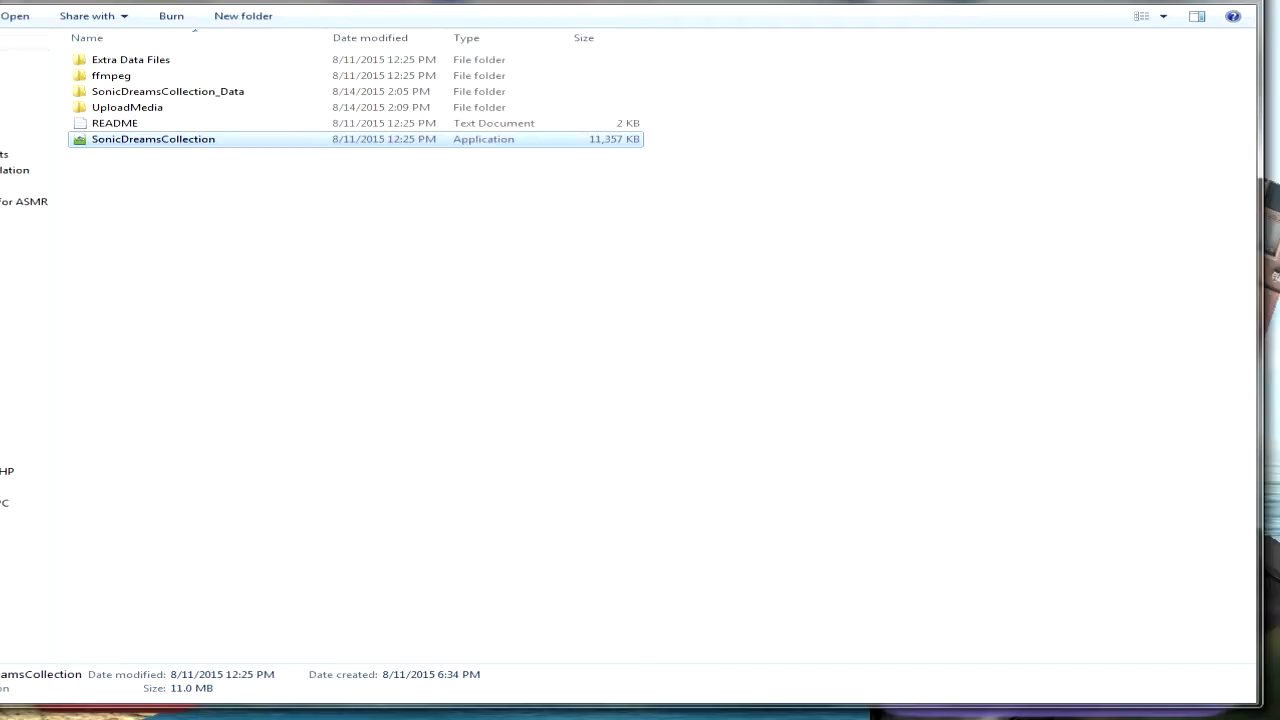 Open Share with Burn New folder
Name Date modified Type Size
Extra Data Files 8/11/2015 12:25 PM File folder
ffmpeg 8/11/2015 12:25 PM File folder
SonicDreamsCollection_Data 8/14/2015 2:05 PM File folder
UploadMedia 8/14/2015 2:09 PM File folder
README 8/11/2015 12:25 PM Text Document 2 KB
SonicDreamsCollection 8/11/2015 12:25 PM Application 11,357 KB
ts
lation
for ASMR
HP
PC
amsCollection Date modified: 8/11/2015 12:25 PM Date created: 8/11/2015 6:34 PM
on Size: 11.0 MB